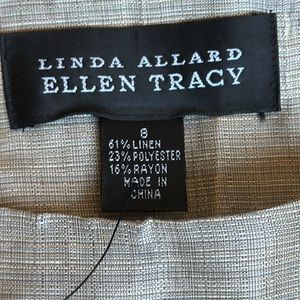 LINDA ALLARD
ELLEN TRACY
8
61% LINEN
23% POLYESTER
16% RAYON
MADE IN
CHINA